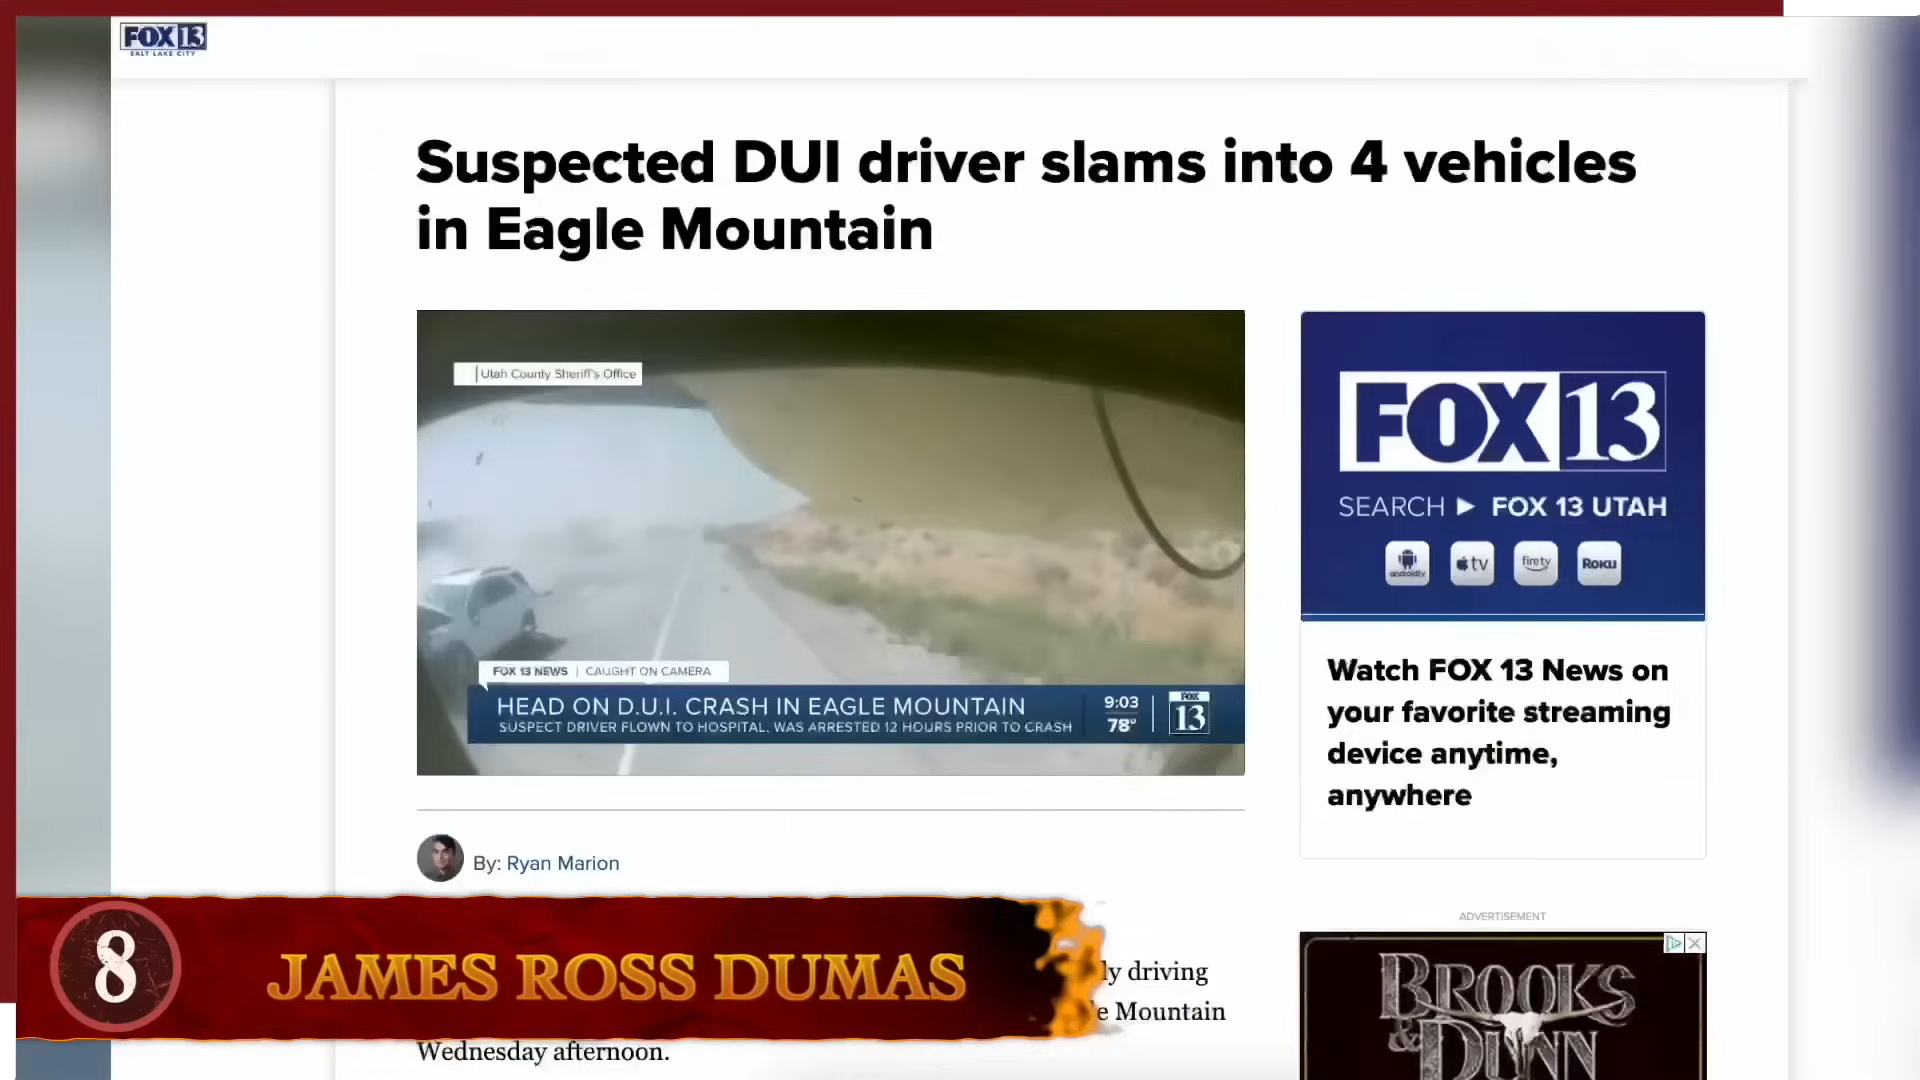 FOX 13
SALT LAKE CITY
Suspected DUI driver slams into 4 vehicles
in Eagle Mountain
Utah County Sheriff's Office
FOX 13 NEWS | CAUGHT ON CAMERA
HEAD ON D.U.I. CRASH IN EAGLE MOUNTAIN
SUSPECT DRIVER FLOWN TO HOSPITAL, WAS ARRESTED 12 HOURS PRIOR TO CRASH
9:03
78°
FOX
13
FOX 13
SEARCH ▶ FOX 13 UTAH
androidtv
tv
firetv
ROKU
Watch FOX 13 News on
your favorite streaming
device anytime,
anywhere
By: Ryan Marion
ADVERTISEMENT
8
JAMES ROSS DUMAS
ly driving
e Mountain
Wednesday afternoon.
BROOKS
& DUNN